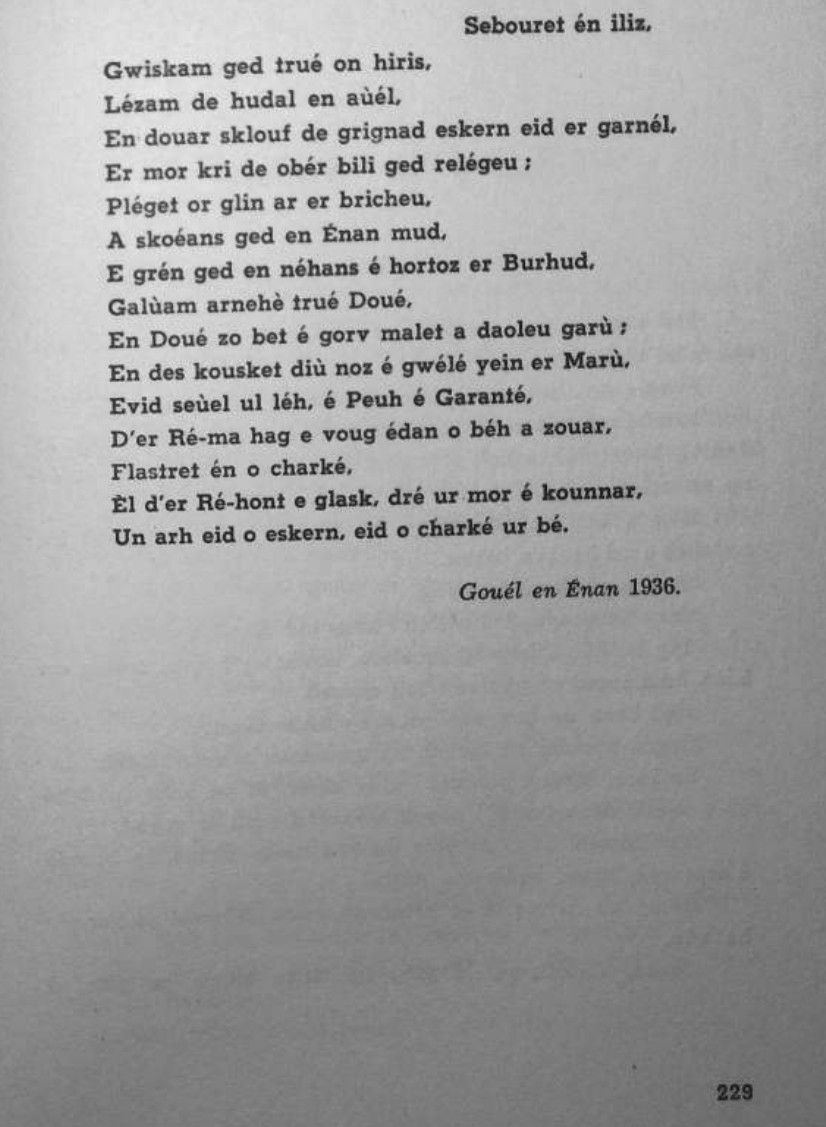 Sebouret én iliz,
Gwiskam ged trué on hiris,
Lézam de hudal en aùél,
En douar sklouf de grignad eskern eid er garnél,
Er mor kri de obér bili ged relégeu ;
Pléget or glin ar er bricheu,
A skoéans ged en Énan mud,
E grén ged en néhans é hortoz er Burhud,
Galùam arnehè trué Doué,
En Doué zo bet é gorv malet a daoleu garù ;
En des kousket diù noz é gwélé yein er Marù,
Evid seùel ul léh, é Peuh é Garanté,
D'er Ré-ma hag e voug édan o béh a zouar,
Flastret én o charké,
Èl d'er Ré-hont e glask, dré ur mor é kounnar,
Un arh eid o eskern, eid o charké ur bé.
Gouél en Énan 1936.
229